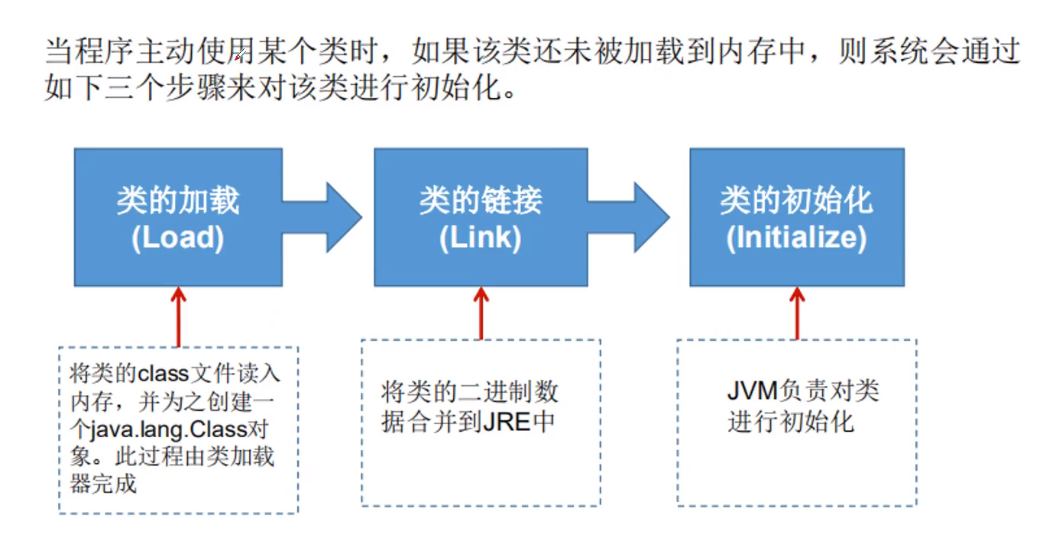 当程序主动使用某个类时，如果该类还未被加载到内存中，则系统会通过
如下三个步骤来对该类进行初始化。
类的加载
(Load)
类的链接
(Link)
类的初始化
(Initialize)
将类的class文件读入
内存，并为之创建一
个java.lang.Class对
象。此过程由类加载
器完成
将类的二进制数
据合并到JRE中
JVM负责对类
进行初始化